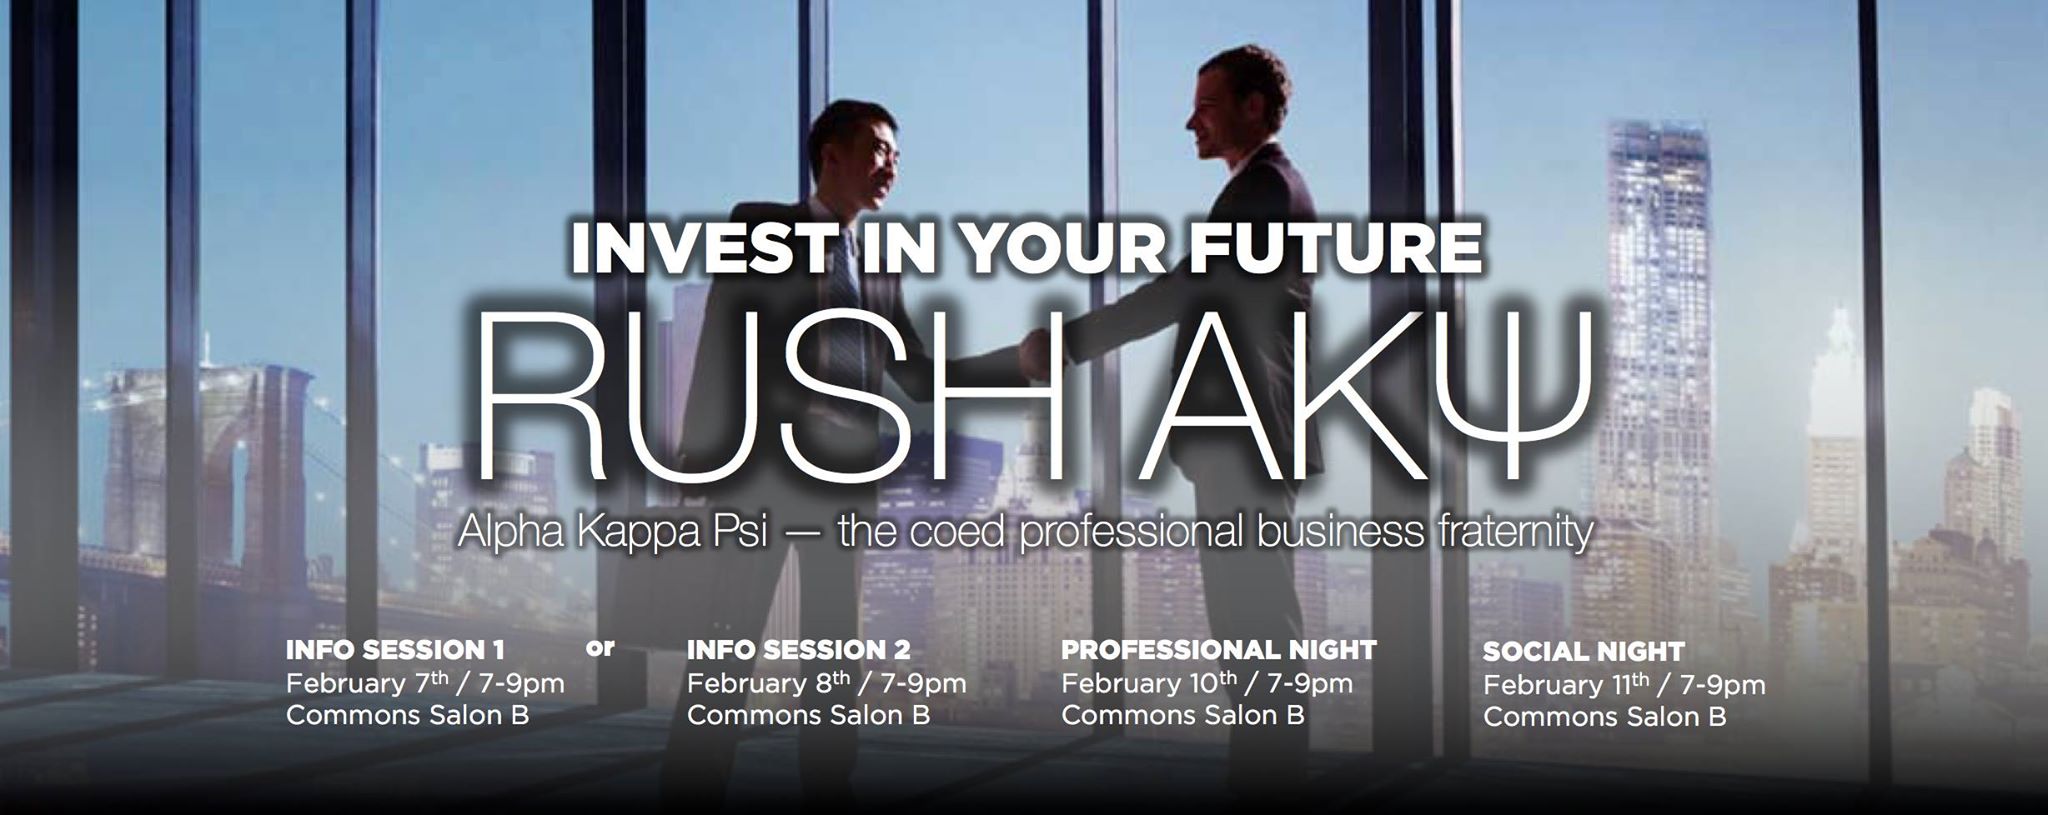 INVEST IN YOUR FUTURE
RUSH ΑΚΨ
Alpha Kappa Psi — the coed professional business fraternity
INFO SESSION 1
February 7th / 7-9pm
Commons Salon B
or
INFO SESSION 2
February 8th / 7-9pm
Commons Salon B
PROFESSIONAL NIGHT
February 10th / 7-9pm
Commons Salon B
SOCIAL NIGHT
February 11th / 7-9pm
Commons Salon B